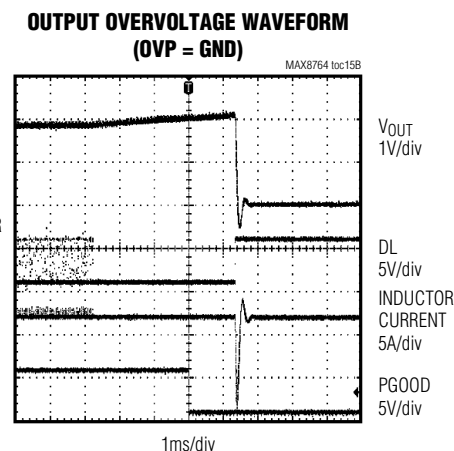 OUTPUT OVERVOLTAGE WAVEFORM
(OVP = GND)
MAX8764 toc15B
T
VOUT
1V/div
DL
5V/div
INDUCTOR
CURRENT
5A/div
PGOOD
5V/div
1ms/div